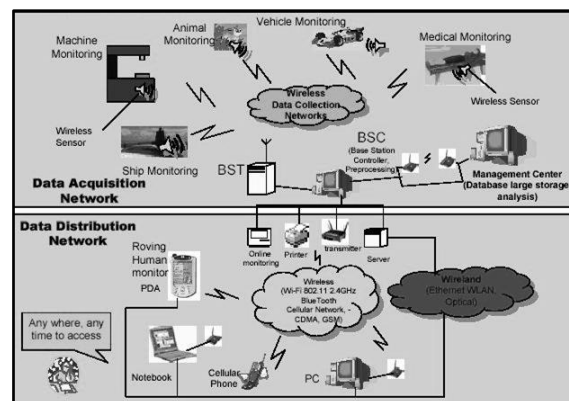 Machine
Monitoring
Animal
Monitoring
Vehicle Monitoring
Medical Monitoring
Wireless
Data Collection
Networks
Wireless
Sensor
Wireless Sensor
Ship Monitoring
BST
BSC
(Base Station
Controller,
Preprocessing)
Management Center
(Database large storage,
analysis)
Data Acquisition
Network
Data Distribution
Network
Online
monitoring
Printer
transmitter
Server
Roving
Human
monitor
PDA
Wireless
(Wi-Fi 802.11 2.4GHz
BlueTooth
Cellular Network, -
CDMA, GSM)
Wireland
(Ethernet WLAN,
Optical)
Any where, any
time to access
Notebook
Cellular
Phone
PC